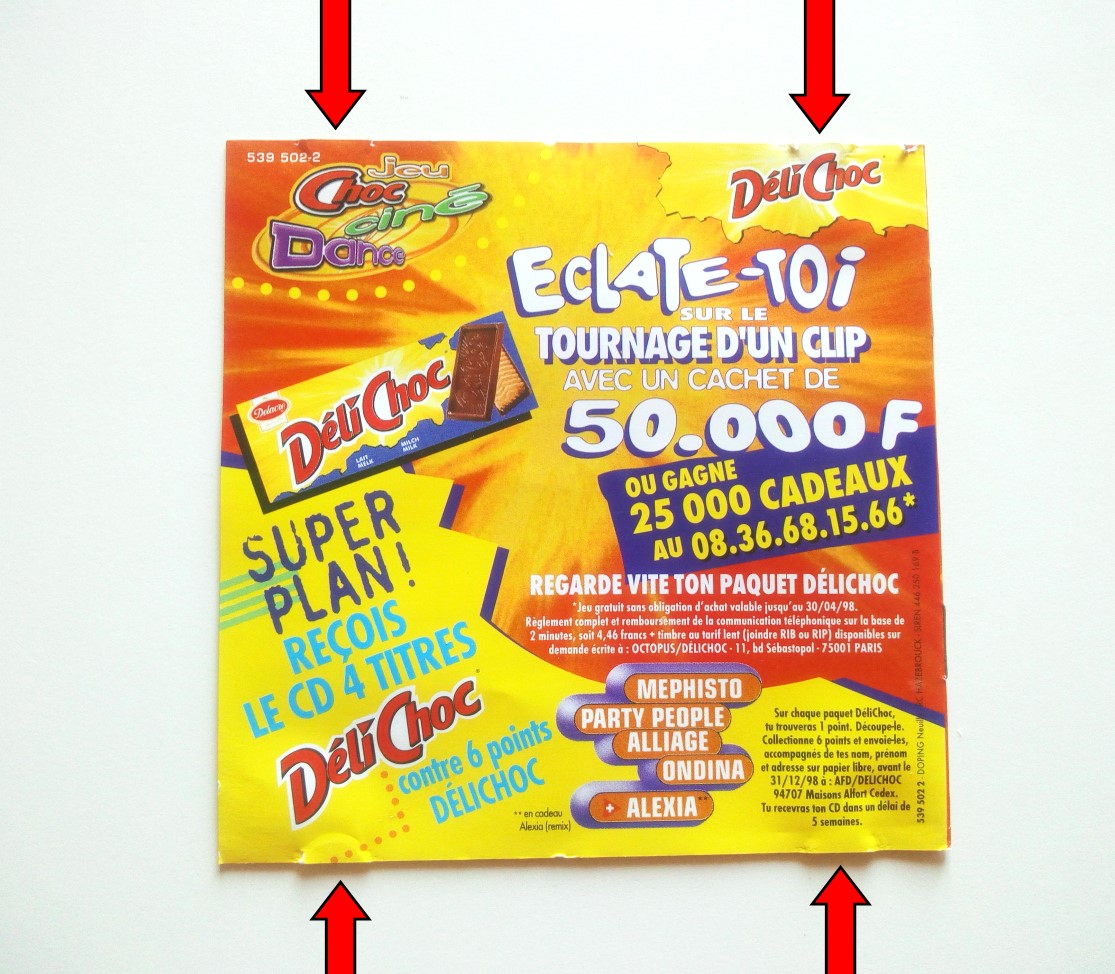 539 502-2
Jeu
Choc
ciné
Dance
DéliChoc
ECLATE-TOi
SUR LE
TOURNAGE D'UN CLIP
AVEC UN CACHET DE
50.000 F
OU GAGNE
25 000 CADEAUX
AU 08.36.68.15.66*
Delacre
DéliChoc
LAIT
MELK
MILCH
MILK
REGARDE VITE TON PAQUET DÉLICHOC
*Jeu gratuit sans obligation d'achat valable jusqu'au 30/04/98.
Règlement complet et remboursement de la communication téléphonique sur la base de
2 minutes, soit 4,46 francs + timbre au tarif lent (joindre RIB ou RIP) disponibles sur
demande écrite à : OCTOPUS/DÉLICHOC - 11, bd Sébastopol - 75001 PARIS
SUPER
PLAN!
REÇOIS
LE CD 4 TITRES
DéliChoc
contre 6 points
DÉLICHOC
** en cadeau
Alexia (remix)
MEPHISTO
PARTY PEOPLE
ALLIAGE
ONDINA
+ ALEXIA**
Sur chaque paquet DéliChoc,
tu trouveras 1 point. Découpe-le.
Collectionne 6 points et envoie-les,
accompagnés de tes nom, prénom
et adresse sur papier libre, avant le
31/12/98 à : AFD/DELICHOC
94707 Maisons Alfort Cedex.
Tu recevras ton CD dans un délai de
5 semaines.
539 502 2 . DOPING HAZEBROUCK - SIREN 446 250 169 B